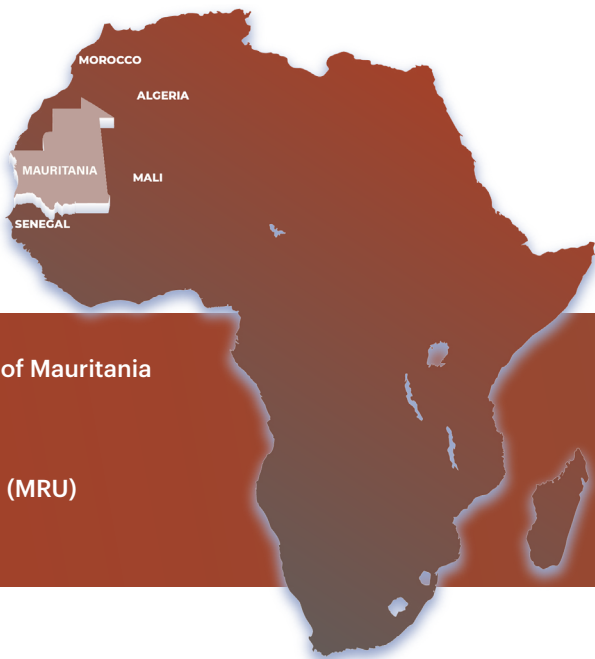 MOROCCO
ALGERIA
MAURITANIA
MALI
SENEGAL
of Mauritania
(MRU)